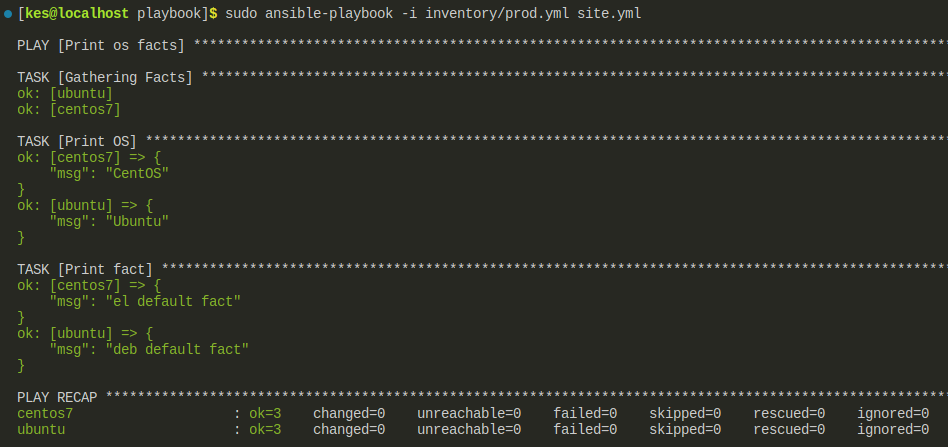 [kes@localhost playbook]$ sudo ansible-playbook -i inventory/prod.yml site.yml
PLAY [Print os facts] **********************************************************************************************
TASK [Gathering Facts] *********************************************************************************************
ok: [ubuntu]
ok: [centos7]
TASK [Print OS] ****************************************************************************************************
ok: [centos7] => {
    "msg": "CentOS"
}
ok: [ubuntu] => {
    "msg": "Ubuntu"
}
TASK [Print fact] **************************************************************************************************
ok: [centos7] => {
    "msg": "el default fact"
}
ok: [ubuntu] => {
    "msg": "deb default fact"
}
PLAY RECAP *********************************************************************************************************
centos7                    : ok=3    changed=0    unreachable=0    failed=0    skipped=0    rescued=0    ignored=0
ubuntu                     : ok=3    changed=0    unreachable=0    failed=0    skipped=0    rescued=0    ignored=0